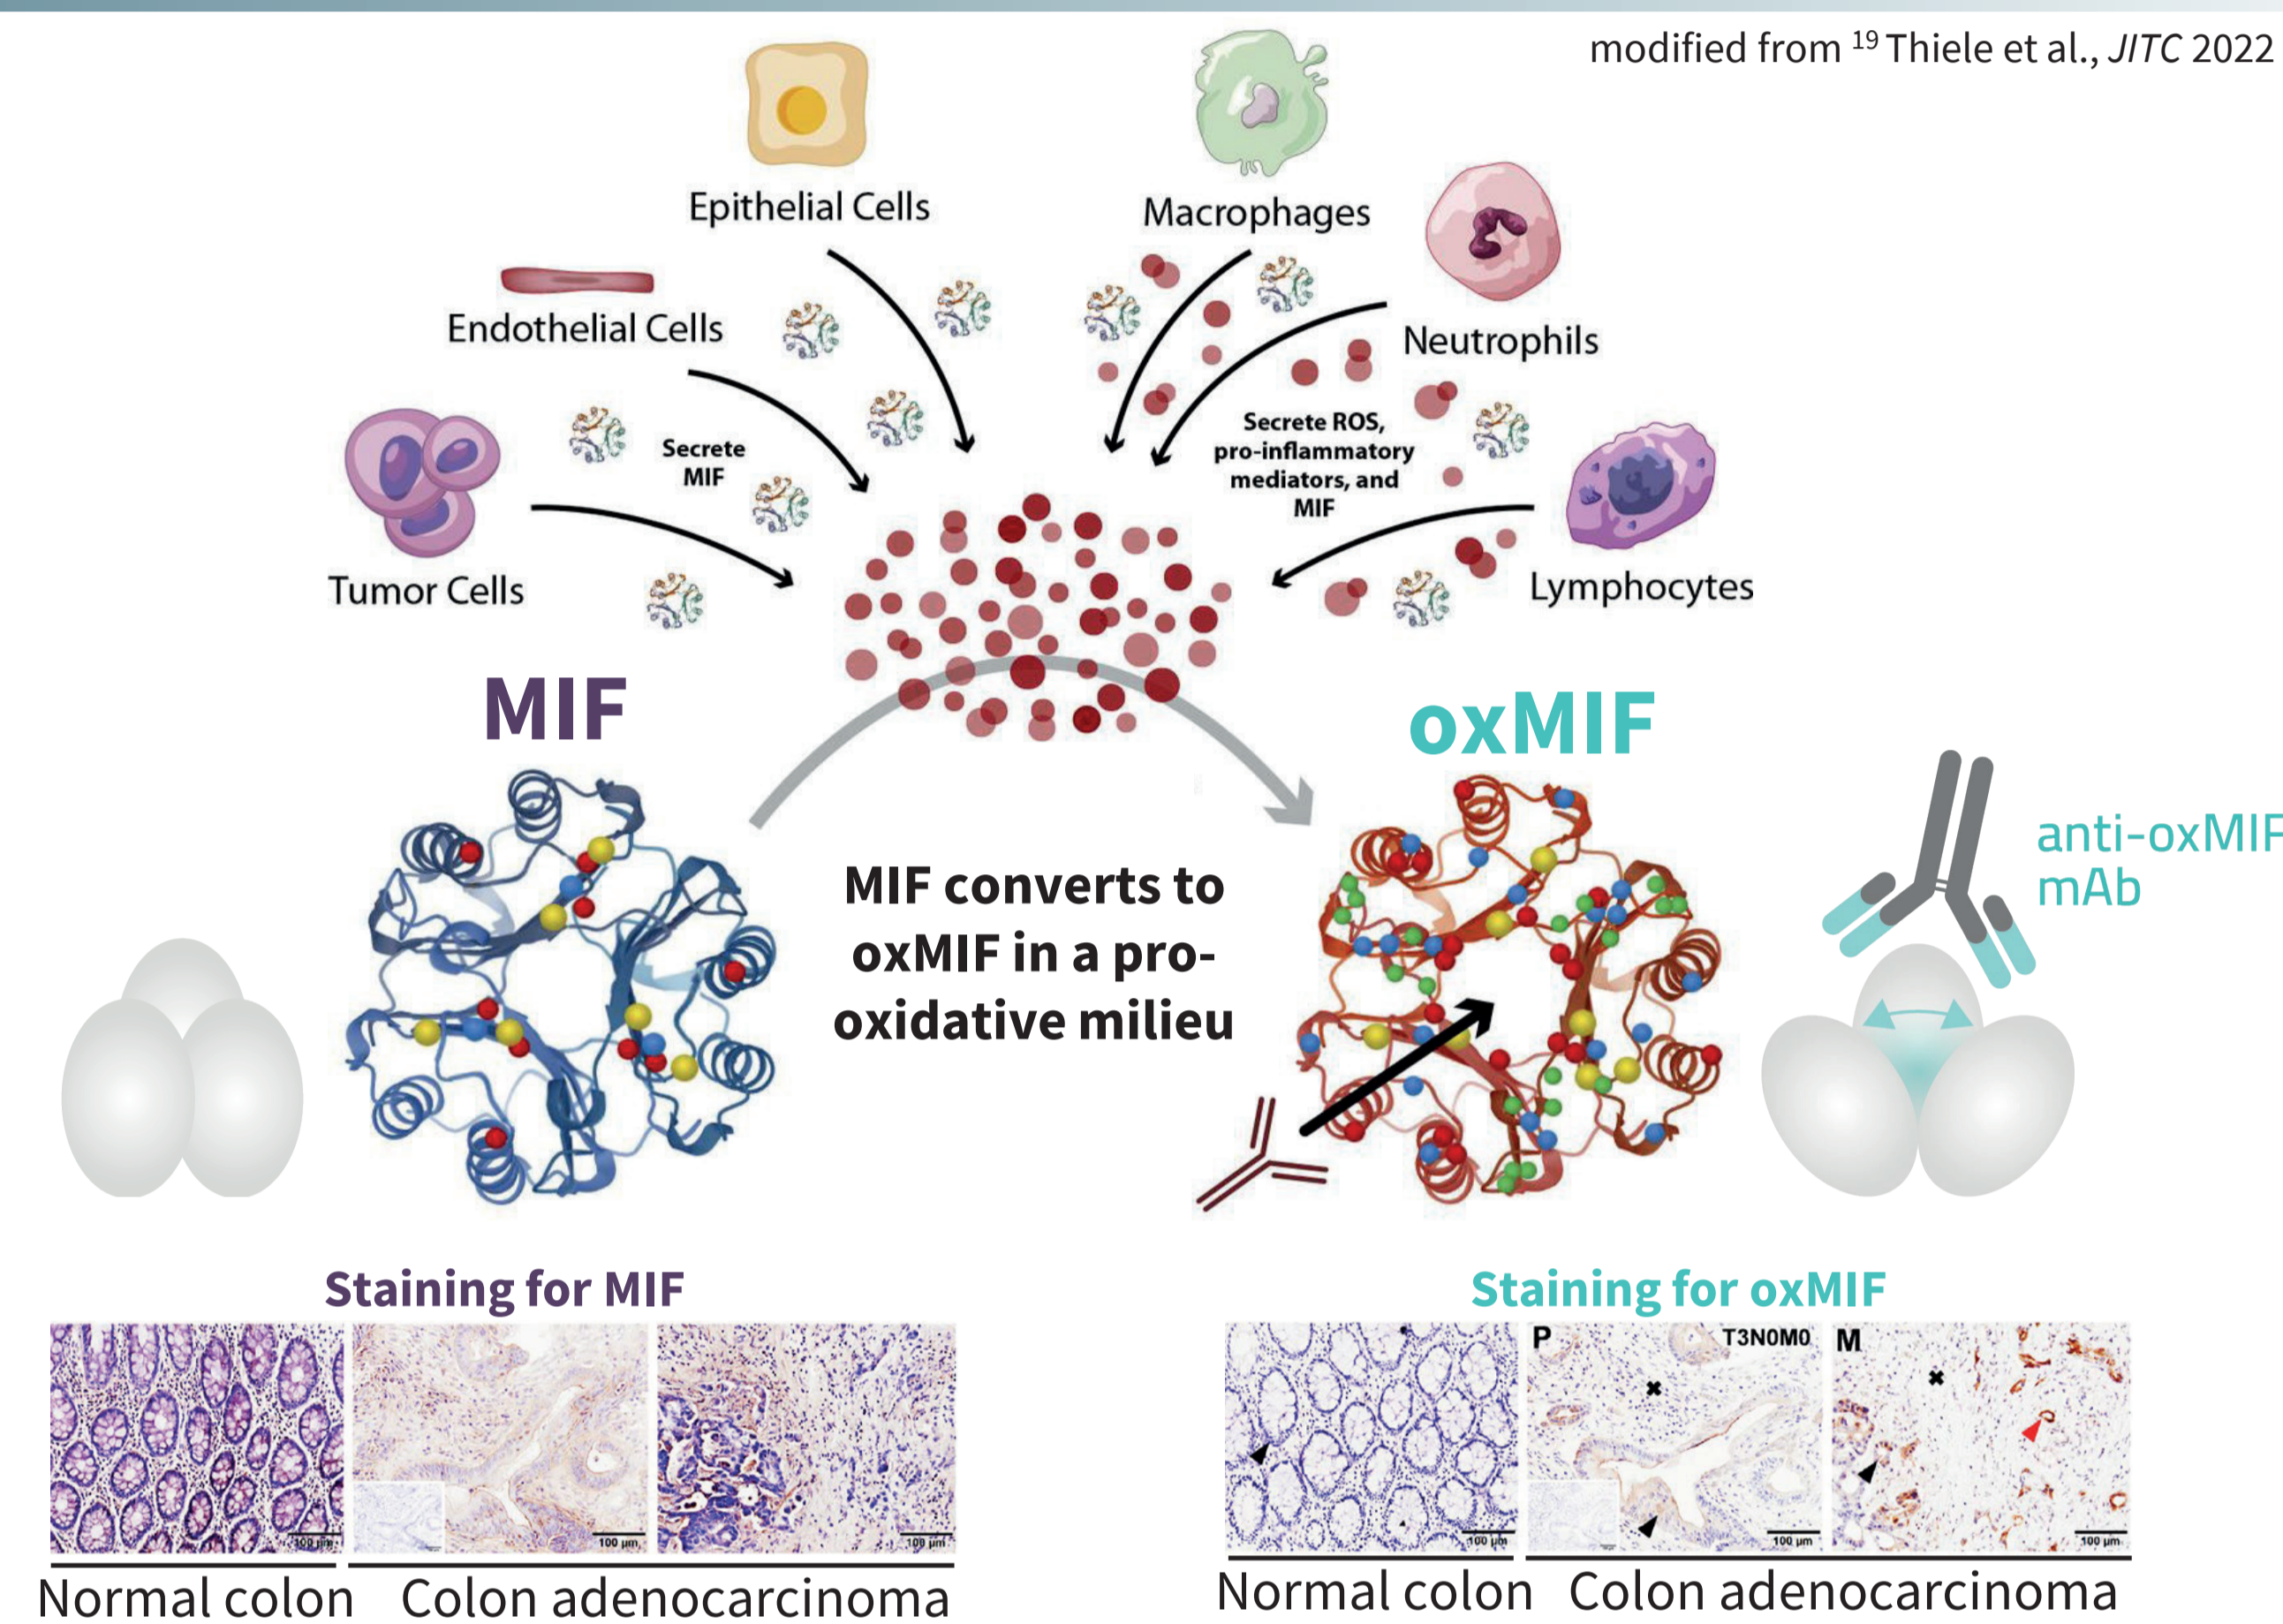 modified from 19 Thiele et al., JITC 2022
Epithelial Cells
Macrophages
Endothelial Cells
Neutrophils
Secrete
MIF
Secrete ROS,
pro-inflammatory
mediators, and
MIF
Tumor Cells
Lymphocytes
MIF
oxMIF
anti-oxMIF
mAb
MIF converts to
oxMIF in a pro-
oxidative milieu
Staining for MIF
Staining for oxMIF
P
T3N0M0
M
100 μm
100 μm
100 μm
100 μm
100 μm
100 μm
Normal colon
Colon adenocarcinoma
Normal colon
Colon adenocarcinoma